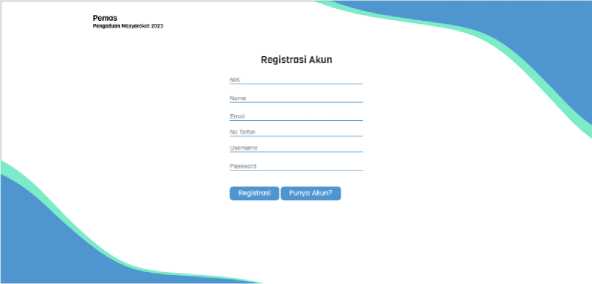 Pemas
Pengaduan Masyarakat 2023
Registrasi Akun
NIK
Nama
Email
No Telfon
Username
Password
Registrasi
Punya Akun?